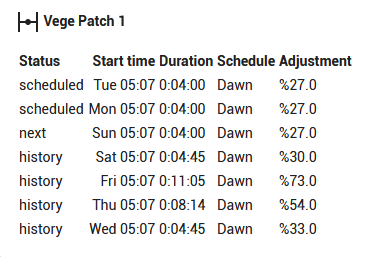 Vege Patch 1
Status Start time Duration Schedule Adjustment
scheduled Tue 05:07 0:04:00 Dawn %27.0
scheduled Mon 05:07 0:04:00 Dawn %27.0
next Sun 05:07 0:04:00 Dawn %27.0
history Sat 05:07 0:04:45 Dawn %30.0
history Fri 05:07 0:11:05 Dawn %73.0
history Thu 05:07 0:08:14 Dawn %54.0
history Wed 05:07 0:04:45 Dawn %33.0